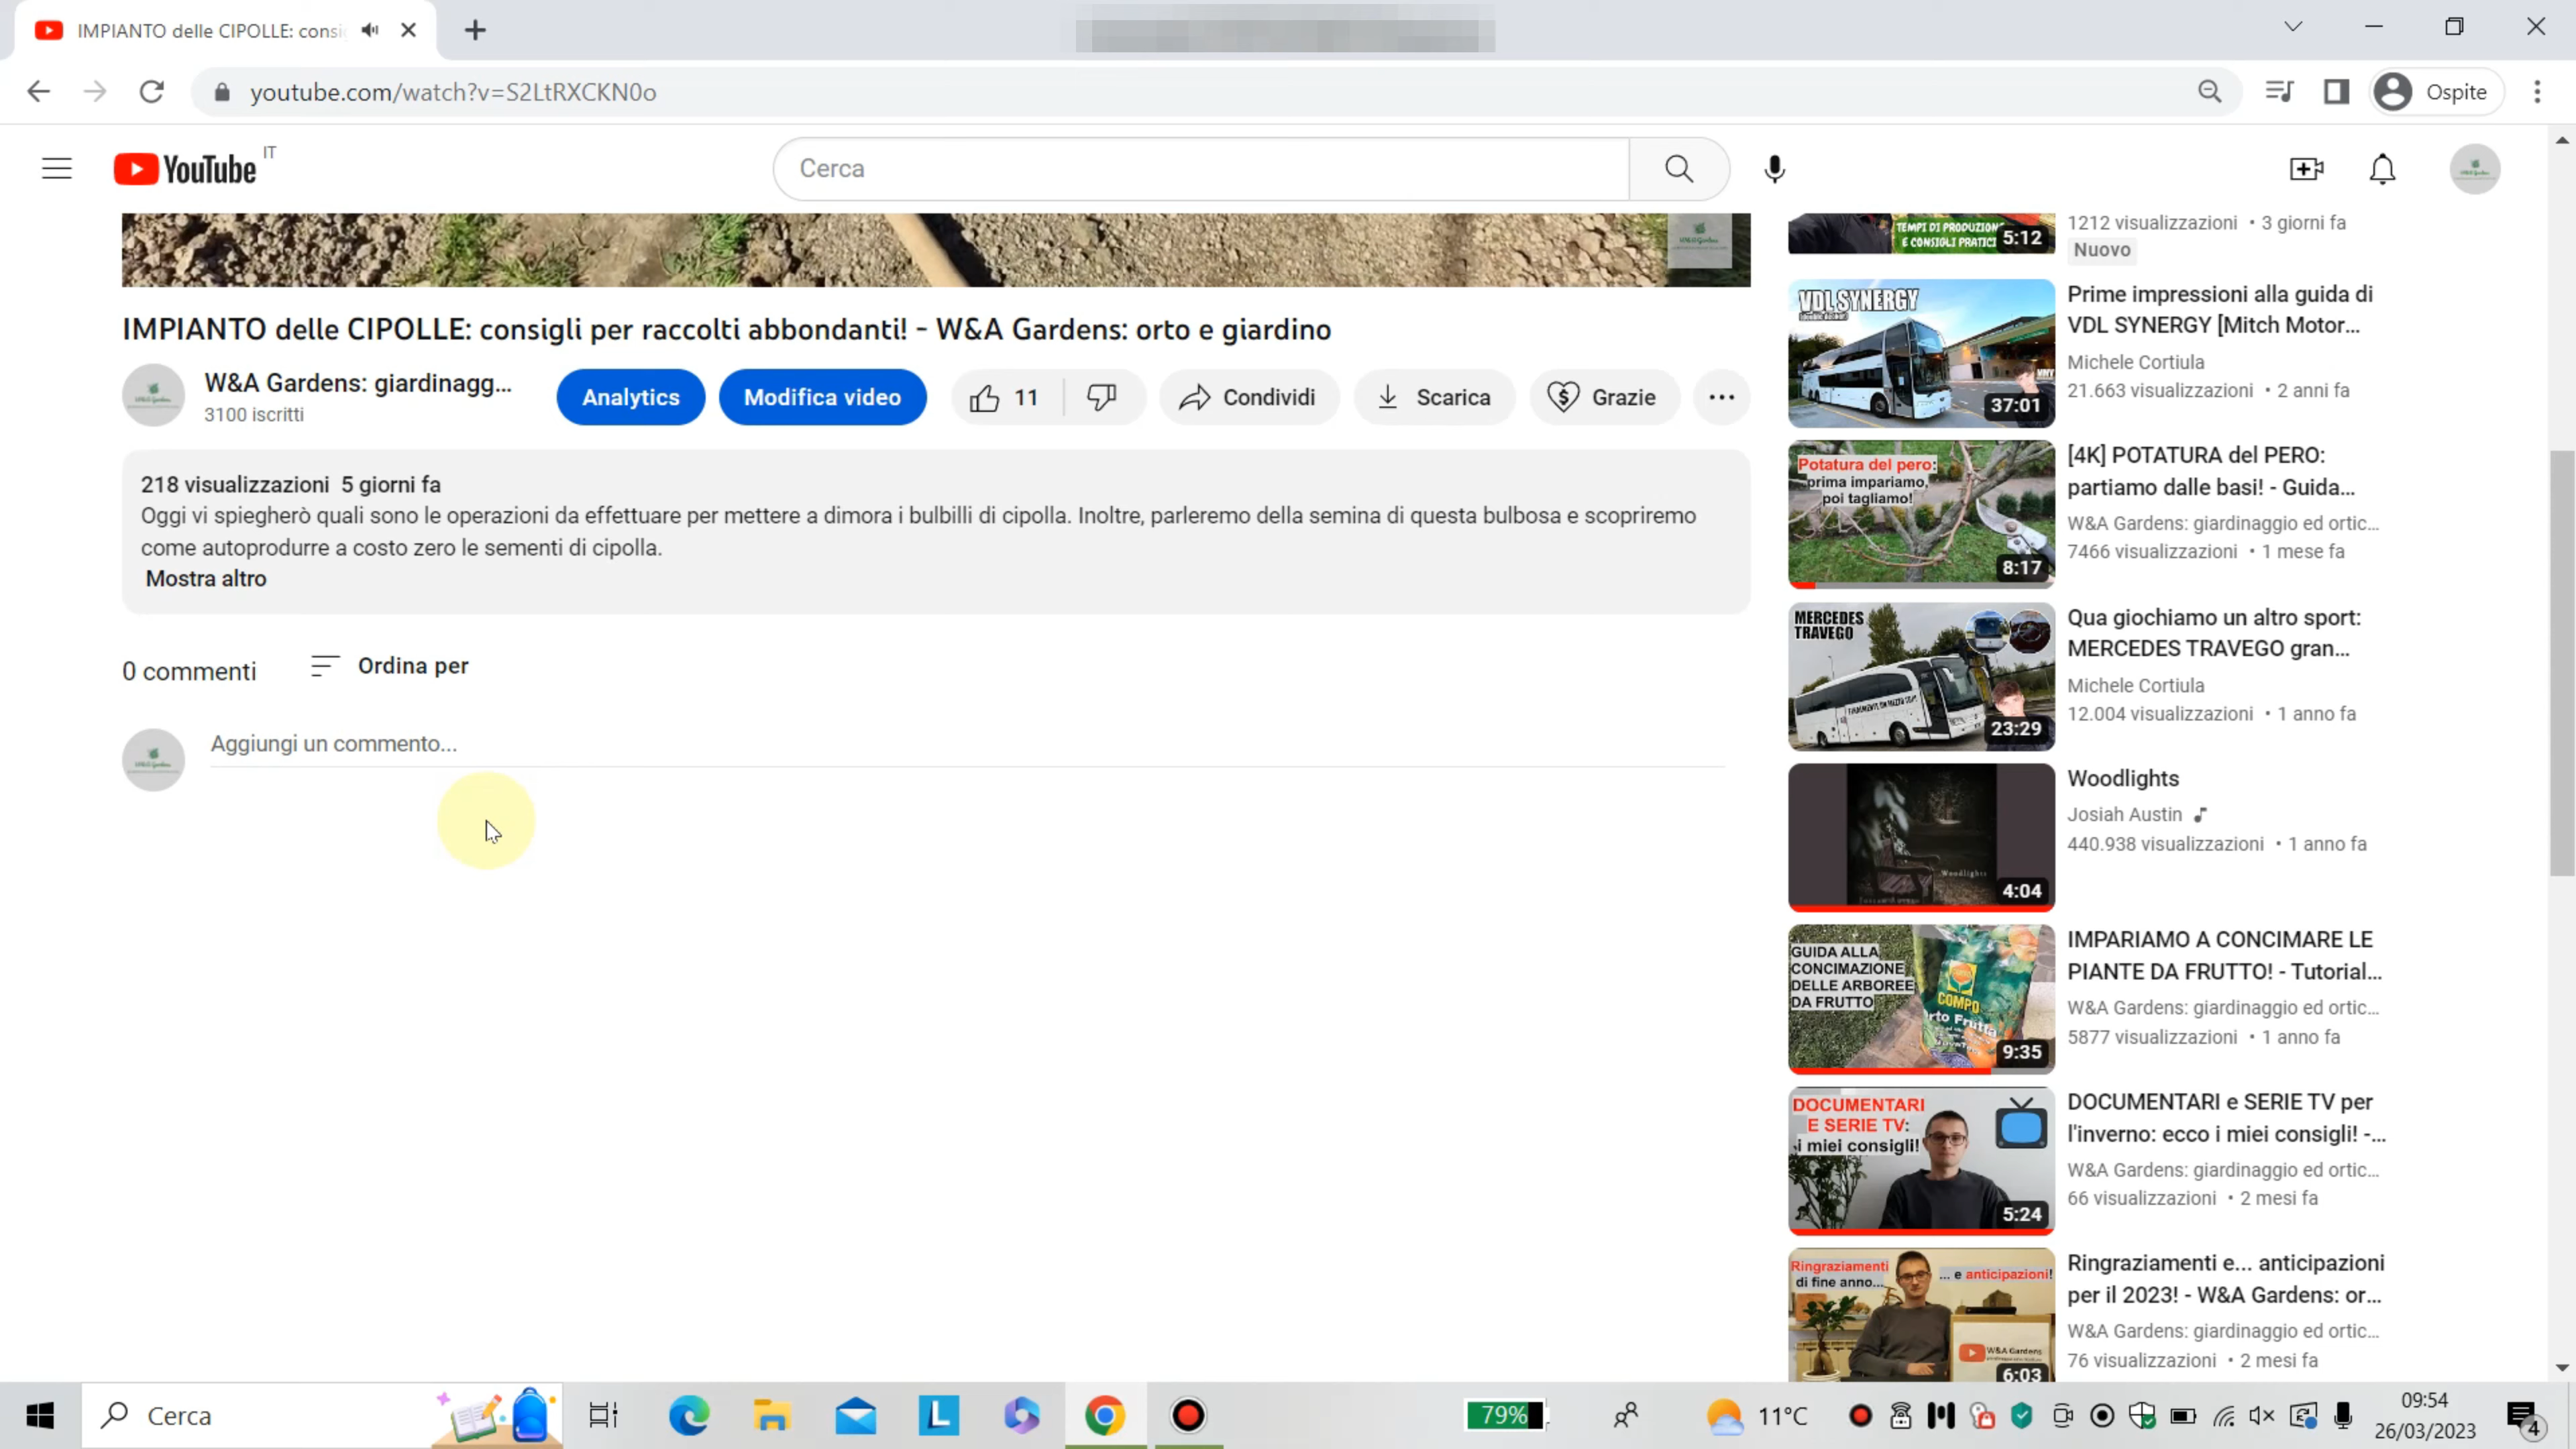 IMPIANTO delle CIPOLLE: consi
youtube.com/watch?v=S2LtRXCKN0o
Ospite
YouTube
IT
Cerca
IMPIANTO delle CIPOLLE: consigli per raccolti abbondanti! - W&A Gardens: orto e giardino
W&A Gardens: giardinagg...
3100 iscritti
Analytics
Modifica video
11
Condividi
Scarica
Grazie
218 visualizzazioni 5 giorni fa
Oggi vi spiegherò quali sono le operazioni da effettuare per mettere a dimora i bulbilli di cipolla. Inoltre, parleremo della semina di questa bulbosa e scopriremo
come autoprodurre a costo zero le sementi di cipolla.
Mostra altro
0 commenti
Ordina per
Aggiungi un commento...
TEMPI DI PRODUZION
E CONSIGLI PRATICI
5:12
1212 visualizzazioni • 3 giorni fa
Nuovo
VDL SYNERGY
37:01
Prime impressioni alla guida di
VDL SYNERGY [Mitch Motor...
Michele Cortiula
21.663 visualizzazioni • 2 anni fa
Potatura del pero:
prima impariamo,
poi tagliamo!
8:17
[4K] POTATURA del PERO:
partiamo dalle basi! - Guida...
W&A Gardens: giardinaggio ed ortic...
7466 visualizzazioni • 1 mese fa
MERCEDES
TRAVEGO
23:29
Qua giochiamo un altro sport:
MERCEDES TRAVEGO gran...
Michele Cortiula
12.004 visualizzazioni • 1 anno fa
Woodlights
4:04
Woodlights
Josiah Austin
440.938 visualizzazioni • 1 anno fa
GUIDA ALLA
CONCIMAZIONE
DELLE ARBOREE
DA FRUTTO
COMPO
9:35
IMPARIAMO A CONCIMARE LE
PIANTE DA FRUTTO! - Tutorial...
W&A Gardens: giardinaggio ed ortic...
5877 visualizzazioni • 1 anno fa
DOCUMENTARI
E SERIE TV:
i miei consigli!
5:24
DOCUMENTARI e SERIE TV per
l'inverno: ecco i miei consigli! -...
W&A Gardens: giardinaggio ed ortic...
66 visualizzazioni • 2 mesi fa
Ringraziamenti
di fine anno...
... e anticipazioni!
W&A Gardens
6:03
Ringraziamenti e... anticipazioni
per il 2023! - W&A Gardens: or...
W&A Gardens: giardinaggio ed ortic...
76 visualizzazioni • 2 mesi fa
Cerca
L
79%
11°C
09:54
26/03/2023
4